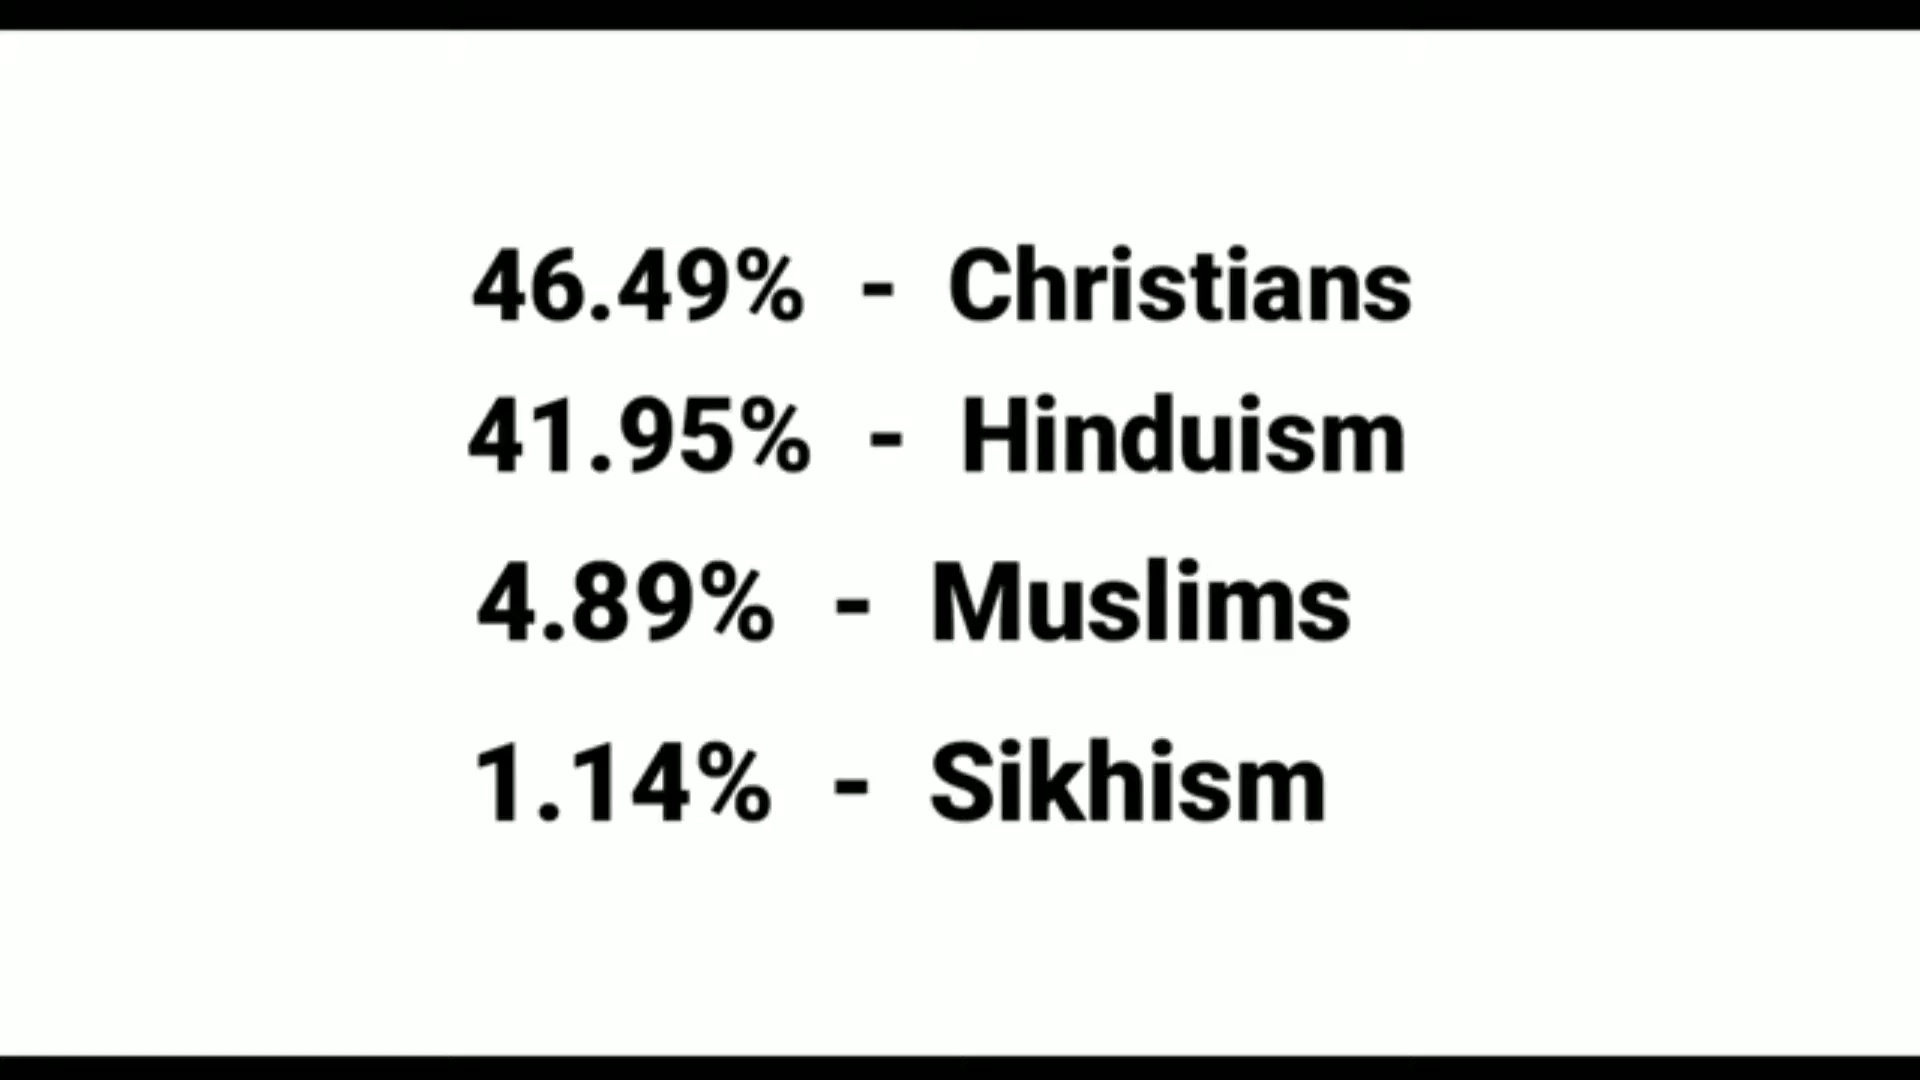 46.49% - Christians
41.95% - Hinduism
4.89% - Muslims
1.14% - Sikhism